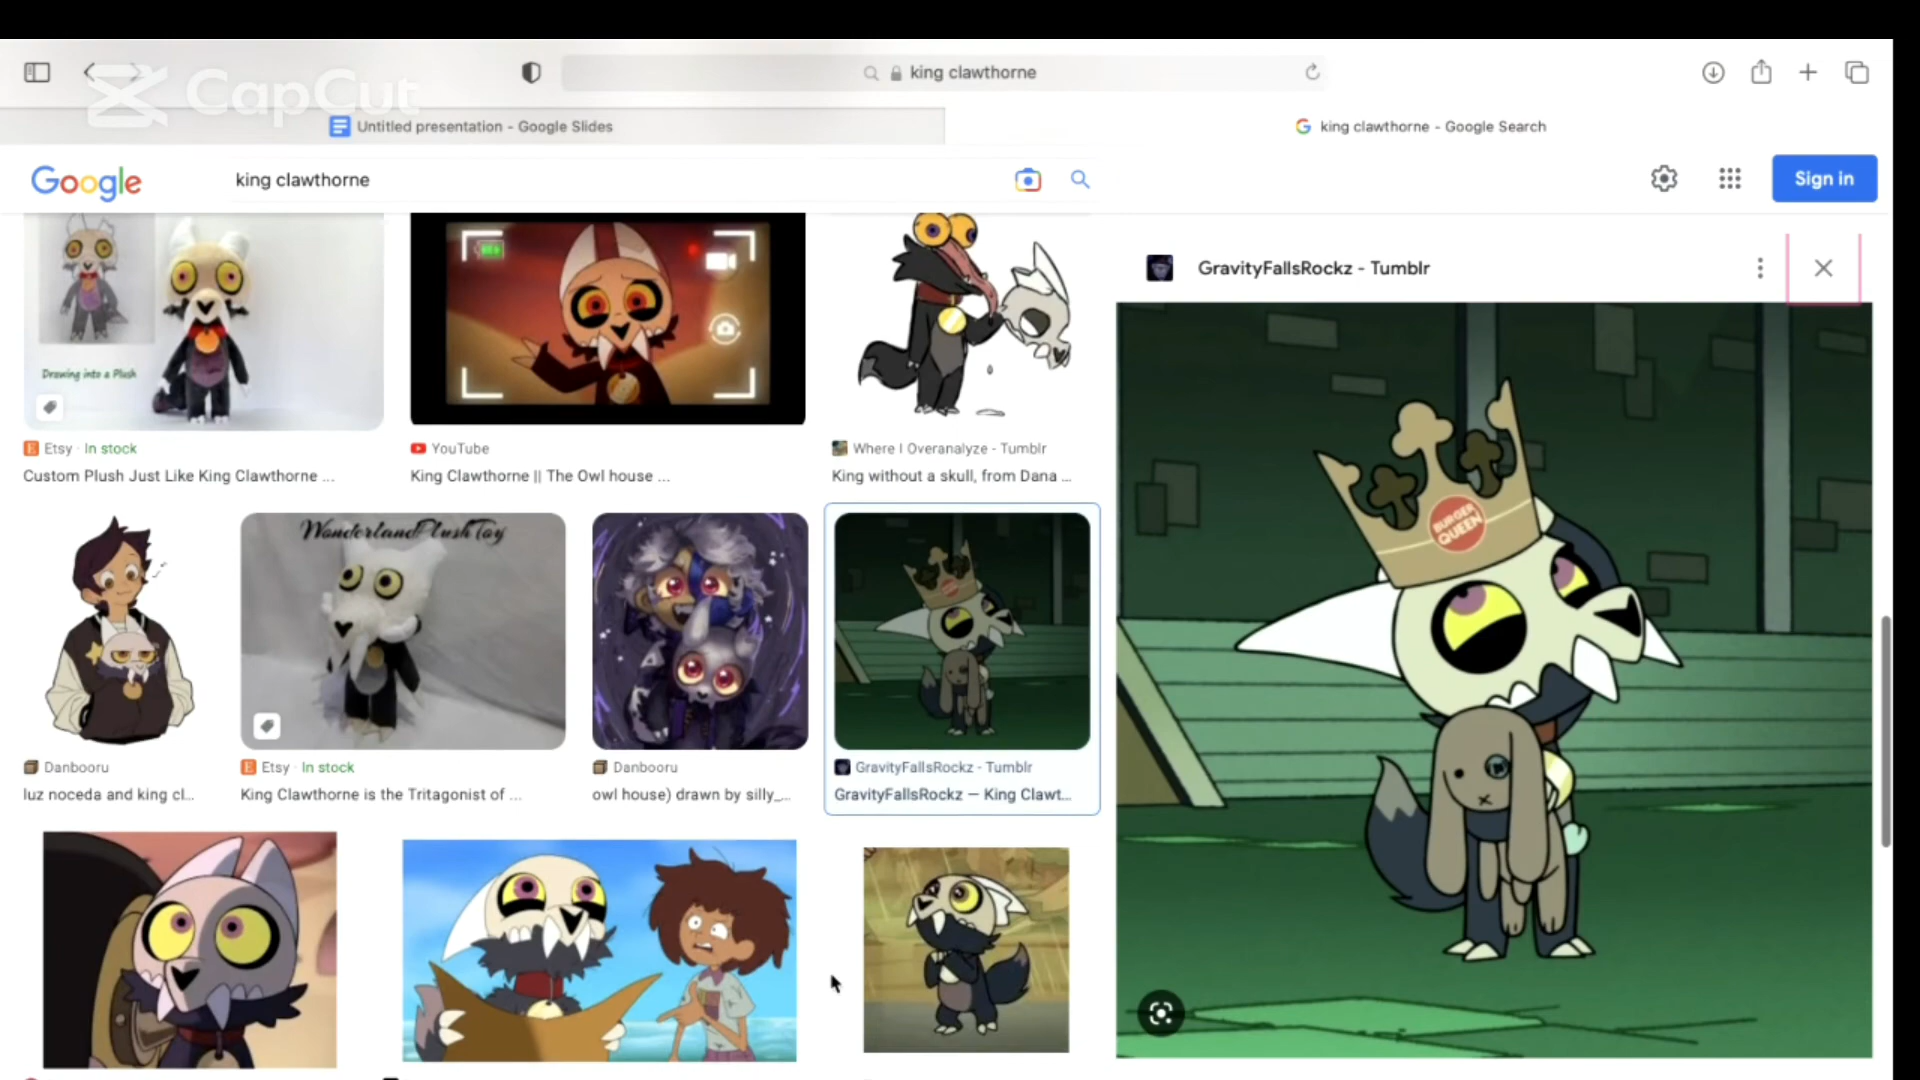 CapCut
king clawthorne
Untitled presentation - Google Slides
king clawthorne - Google Search
Google
king clawthorne
Sign in
Drawing into a Plush
Etsy · In stock
Custom Plush Just Like King Clawthorne ...
YouTube
King Clawthorne || The Owl house ...
Where I Overanalyze - Tumblr
King without a skull, from Dana ...
GravityFallsRockz - Tumblr
BURGER
QUEEN
WonderlandPlushToy
Danbooru
luz noceda and king cl...
Etsy · In stock
King Clawthorne is the Tritagonist of ...
Danbooru
owl house) drawn by silly_...
GravityFallsRockz - Tumblr
GravityFallsRockz — King Clawt...